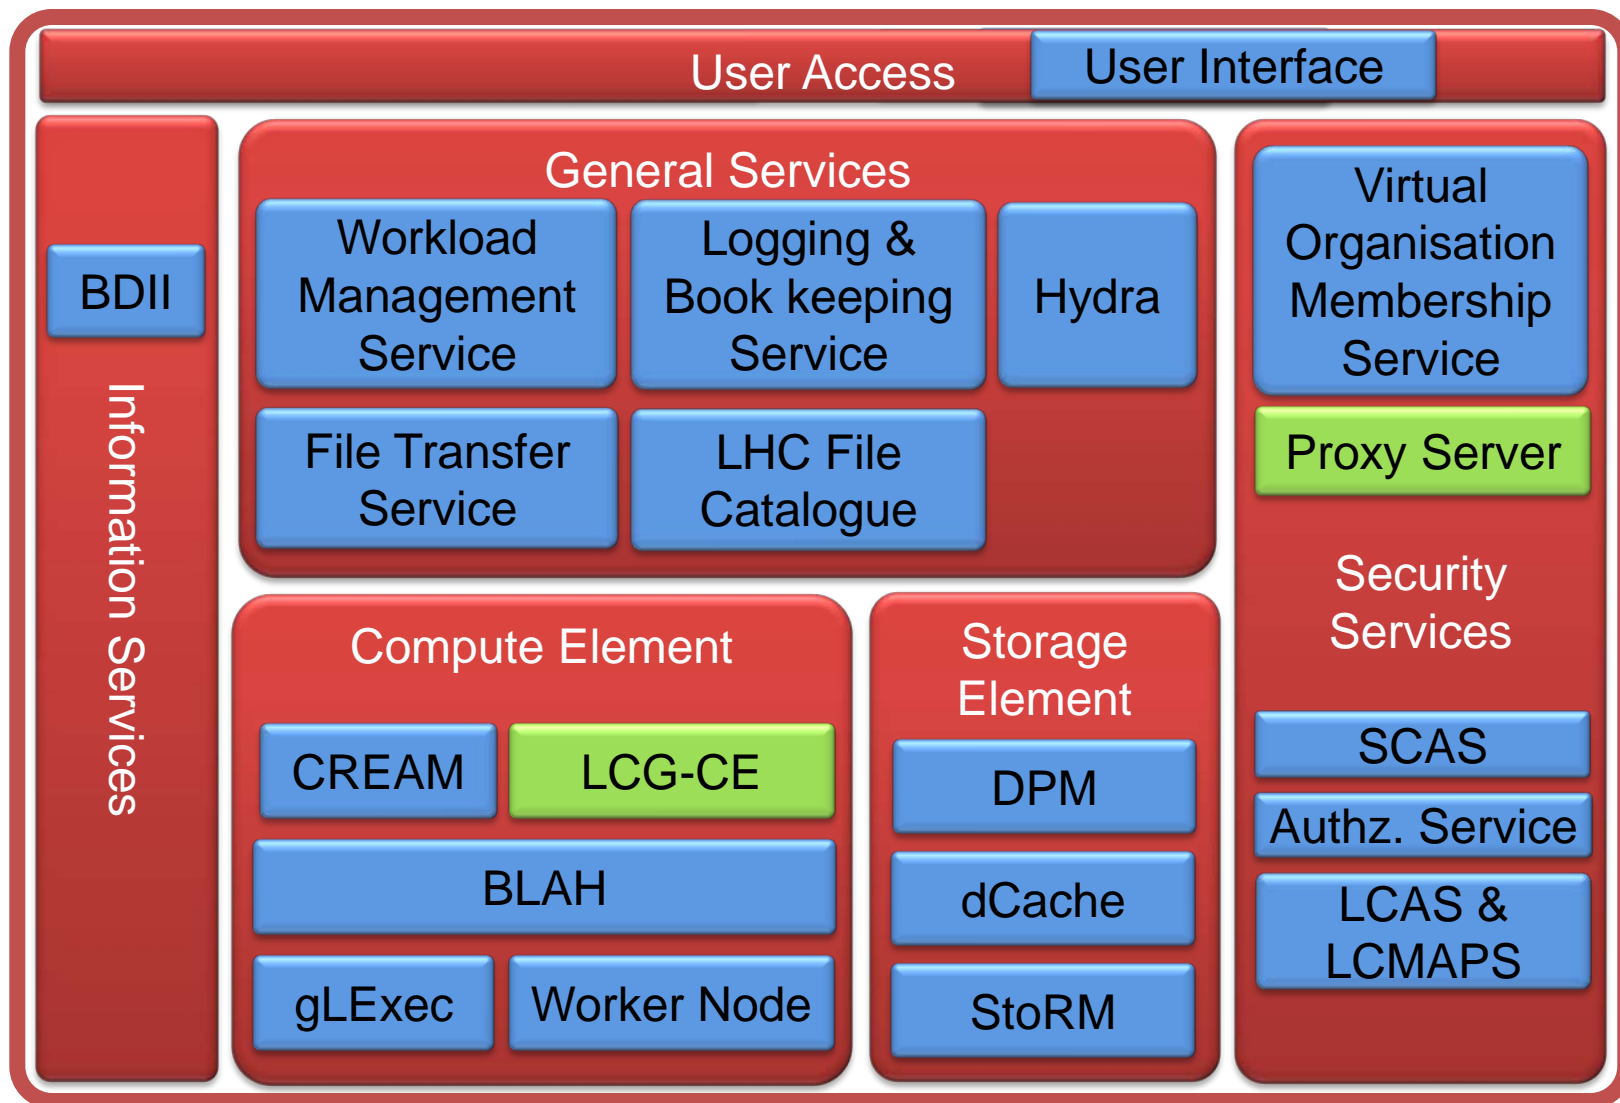 User Access
User Interface
BDII
Information Services
General Services
Workload
Management
Service
Logging &
Book keeping
Service
Hydra
File Transfer
Service
LHC File
Catalogue
Compute Element
CREAM
LCG-CE
BLAH
gLExec
Worker Node
Storage
Element
DPM
dCache
StoRM
Virtual
Organisation
Membership
Service
Proxy Server
Security
Services
SCAS
Authz. Service
LCAS &
LCMAPS